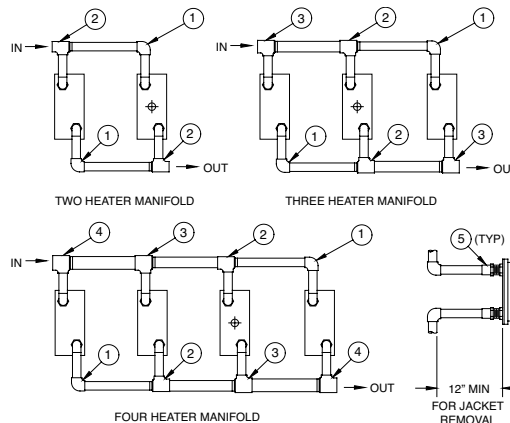 2 1 3 2 1
IN IN
1 2 1 2 3
OUT OU
TWO HEATER MANIFOLD THREE HEATER MANIFOLD
4 3 2 1 5 (TYP)
IN
1 2 3 4
OUT 12" MIN
FOR JACKET
REMOVAL
FOUR HEATER MANIFOLD